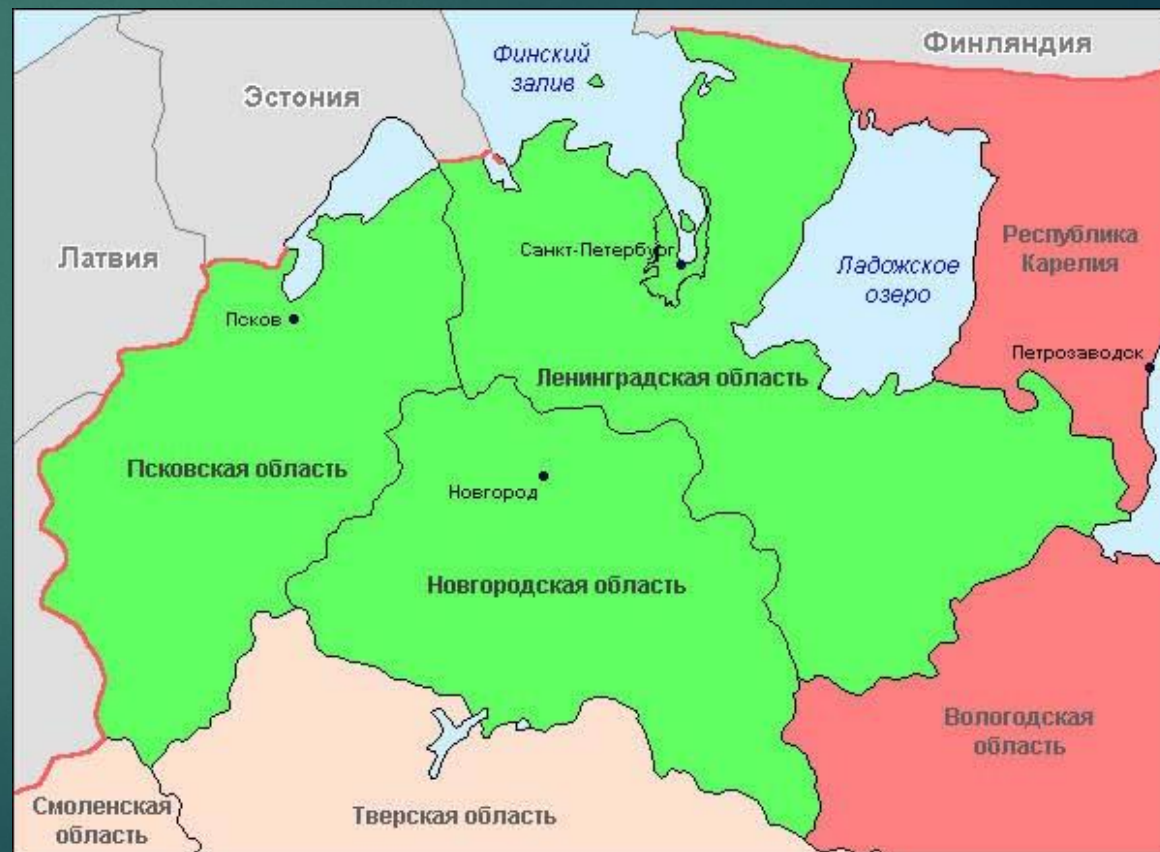 Финляндия
Финский
залив
Эстония
Латвия
Санкт-Петербург
Ладожское
озеро
Республика
Карелия
Псков
Петрозаводск
Ленинградская область
Псковская область
Новгород
Новгородская область
Вологодская
область
Смоленская
область
Тверская область